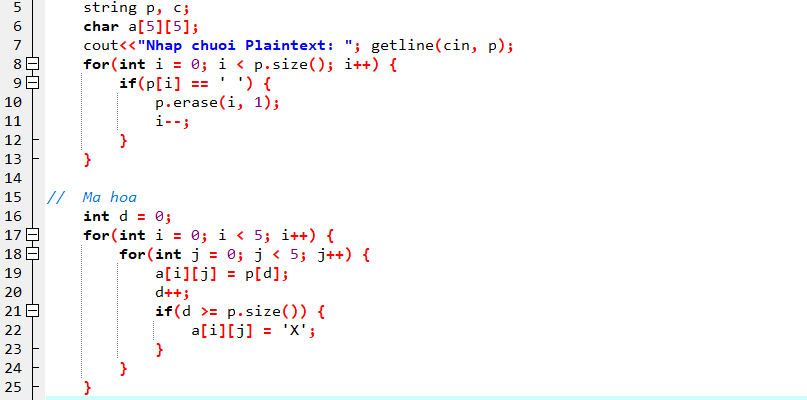 5 string p, c;
6 char a[5][5];
7 cout<<"Nhap chuoi Plaintext: "; getline(cin, p);
8 for(int i = 0; i < p.size(); i++) {
9 if(p[i] == ' ') {
10 p.erase(i, 1);
11 i--;
12 }
13 }
14
15 // Ma hoa
16 int d = 0;
17 for(int i = 0; i < 5; i++) {
18 for(int j = 0; j < 5; j++) {
19 a[i][j] = p[d];
20 d++;
21 if(d >= p.size()) {
22 a[i][j] = 'X';
23 }
24 }
25 }